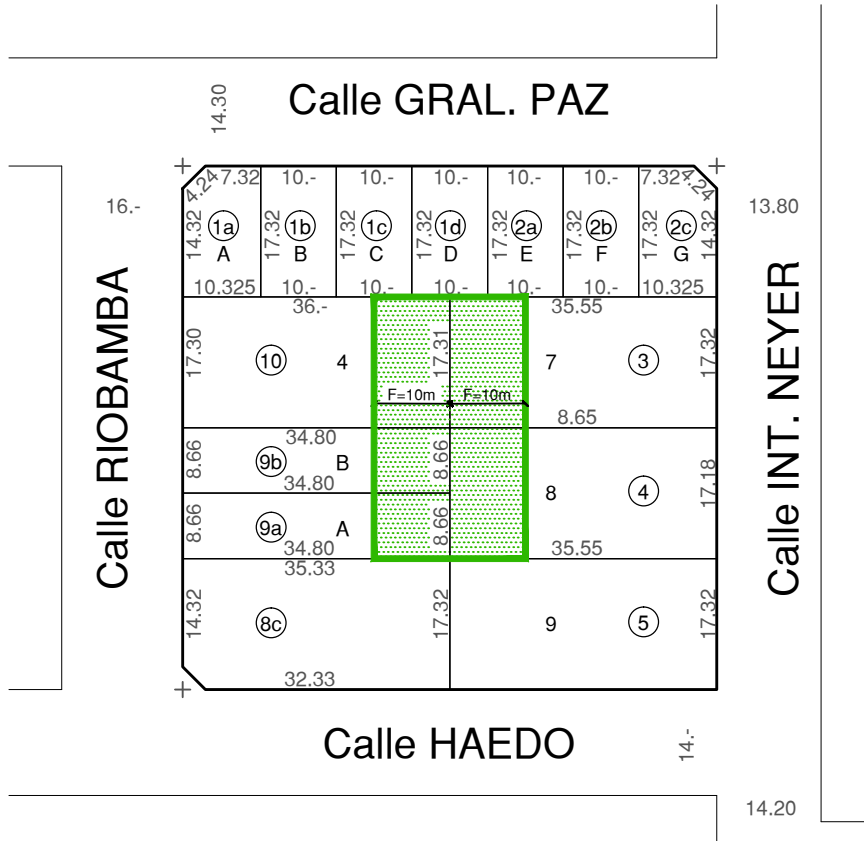 Calle GRAL. PAZ
14.30
16.-
13.80
4.24
7.32
10.-
10.-
10.-
10.-
10.-
7.32
4.24
14.32
1a
A
17.32
1b
B
17.32
1c
C
17.32
1d
D
17.32
2a
E
17.32
2b
F
17.32
2c
G
14.32
10.325
10.-
10.-
10.-
10.-
10.-
10.325
36.-
35.55
Calle RIOBAMBA
Calle INT. NEYER
17.30
10
4
17.31
7
3
17.32
F=10m
F=10m
8.65
34.80
8.66
9b
B
34.80
8.66
8
4
17.18
8.66
9a
A
34.80
8.66
35.55
35.33
14.32
8c
17.32
9
5
17.32
32.33
Calle HAEDO
14.-
14.20